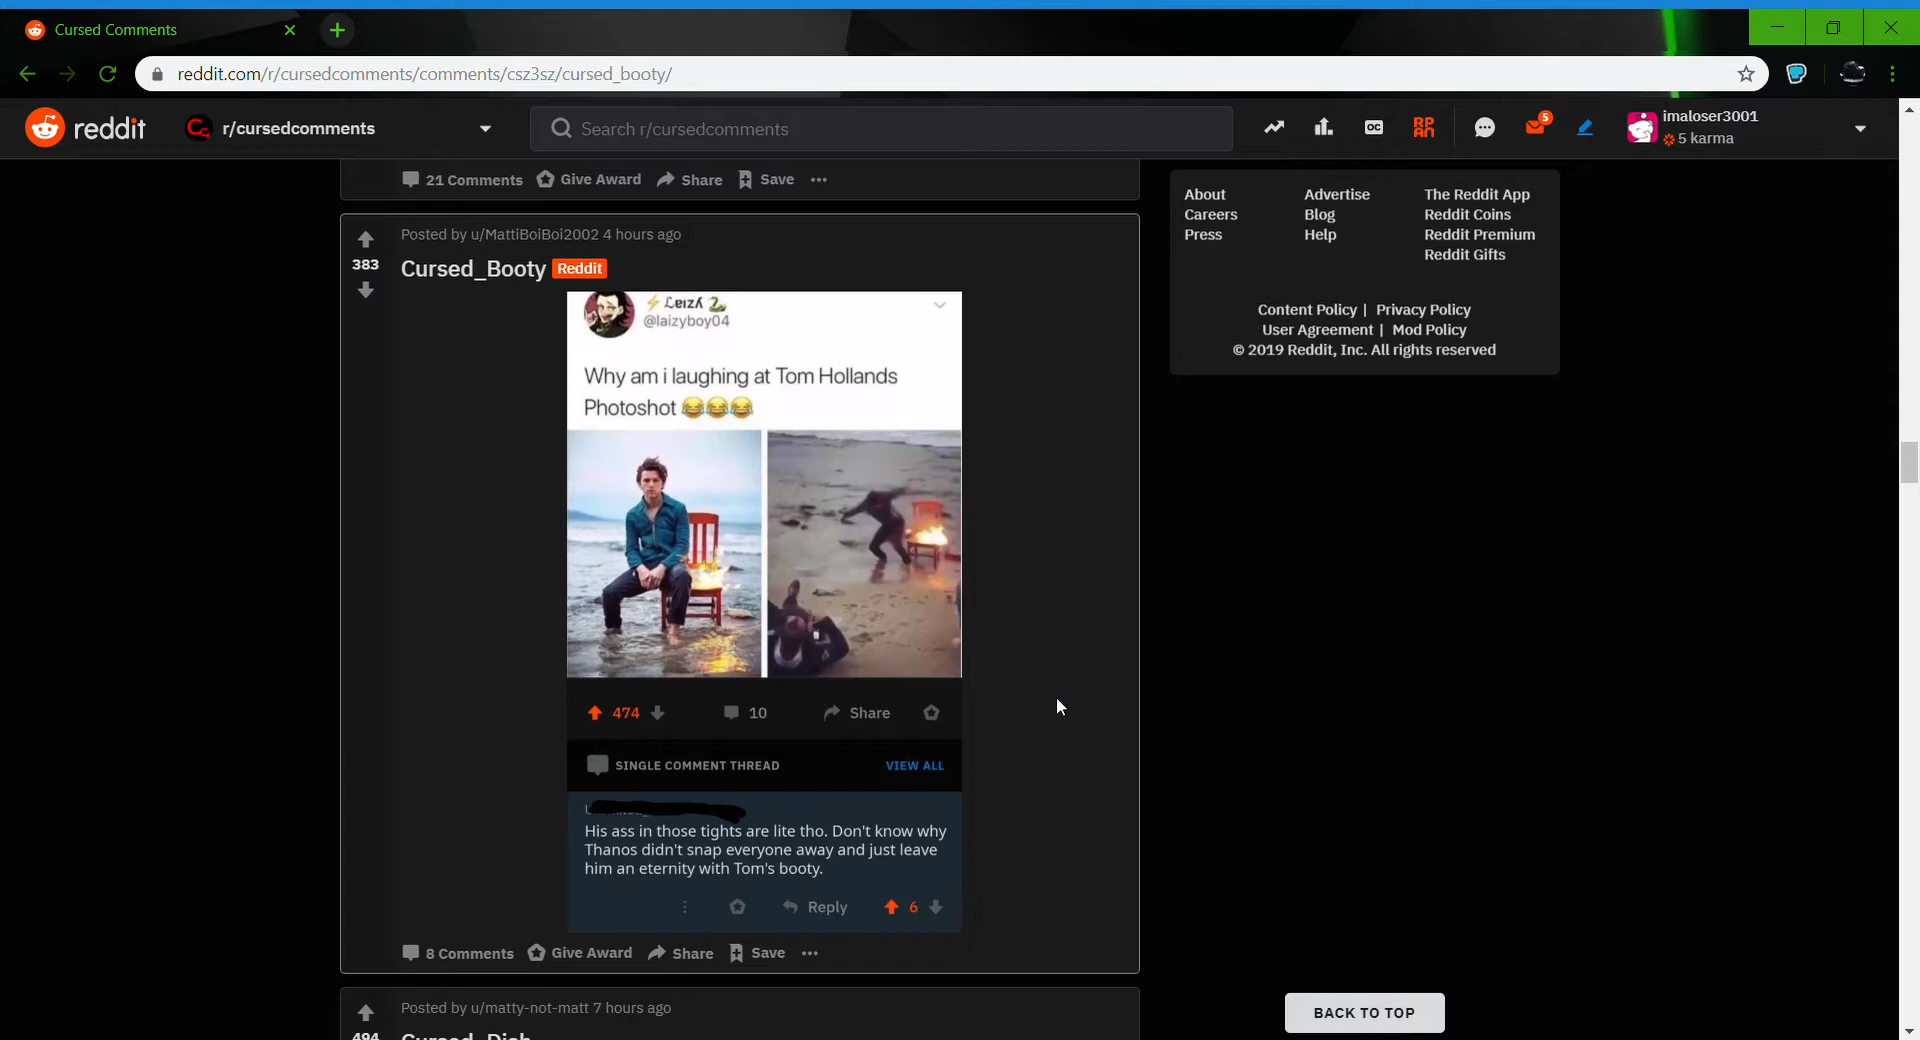 Cursed Comments
reddit.com/r/cursedcomments/comments/csz3sz/cursed_booty/
reddit
r/cursedcomments
Search r/cursedcomments
OC
RP
AN
5
imaloser3001
5 karma
21 Comments Give Award Share Save
Posted by u/MattiBoiBoi2002 4 hours ago
383
Cursed_Booty Reddit
@laizyboy04
Why am i laughing at Tom Hollands
Photoshot 😂😂😂
474 10 Share
SINGLE COMMENT THREAD VIEW ALL
His ass in those tights are lite tho. Don't know why
Thanos didn't snap everyone away and just leave
him an eternity with Tom's booty.
Reply 6
8 Comments Give Award Share Save
Posted by u/matty-not-matt 7 hours ago
494
Cursed_Dish
About Advertise The Reddit App
Careers Blog Reddit Coins
Press Help Reddit Premium
Reddit Gifts
Content Policy | Privacy Policy
User Agreement | Mod Policy
© 2019 Reddit, Inc. All rights reserved
BACK TO TOP